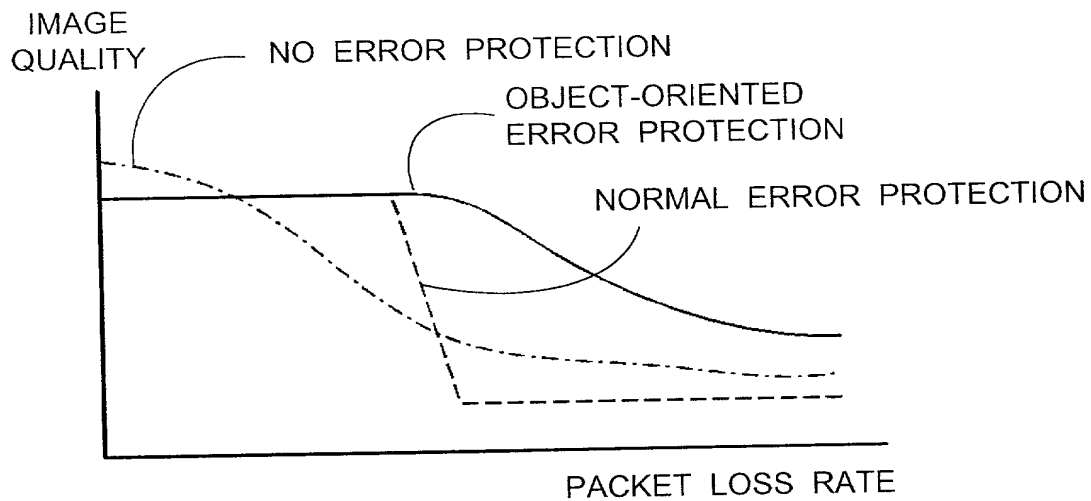 IMAGE
QUALITY
NO ERROR PROTECTION
OBJECT-ORIENTED
ERROR PROTECTION
NORMAL ERROR PROTECTION
PACKET LOSS RATE